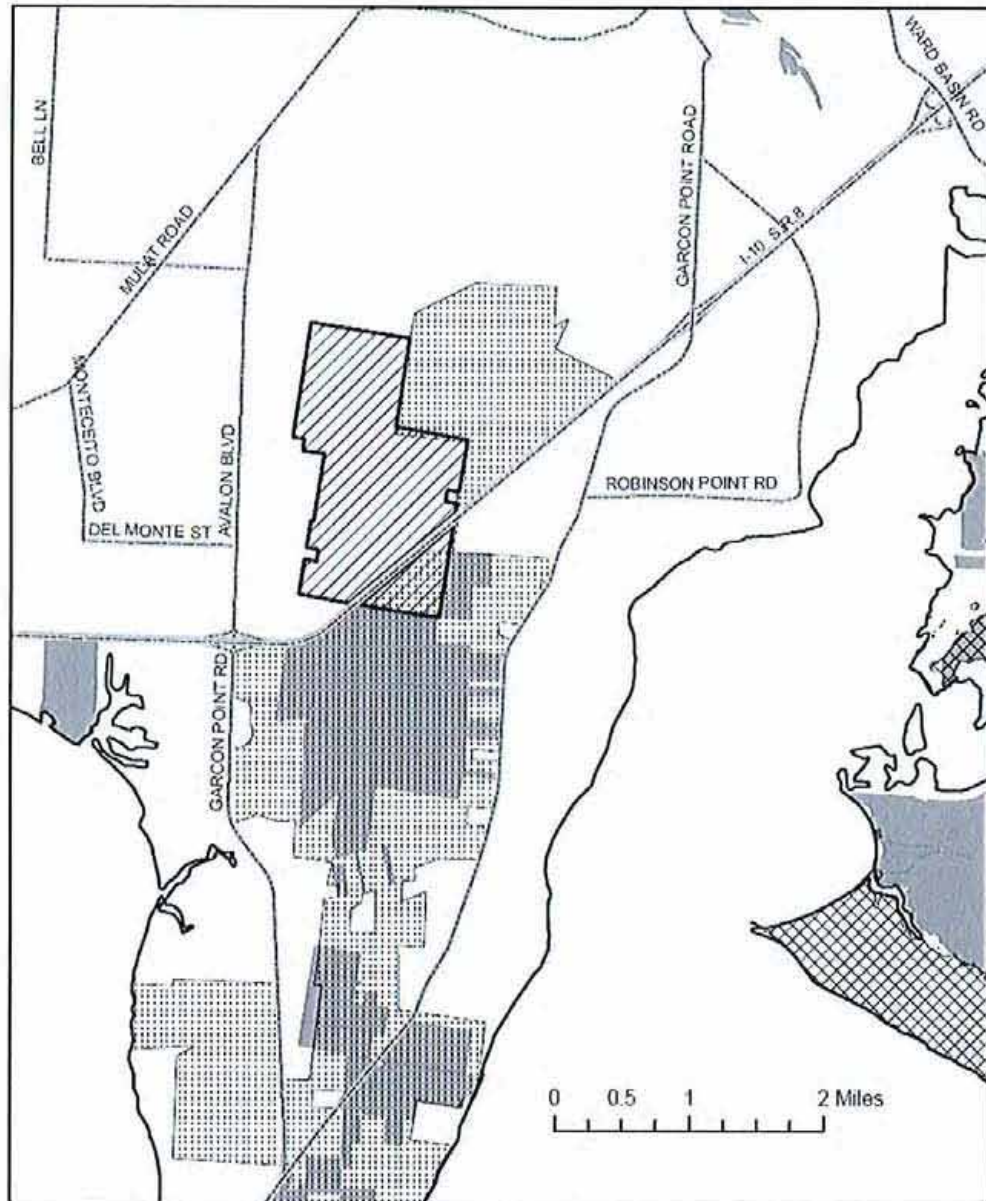 WARD BASIN RD
BELL LN
GARCON POINT ROAD
I-10 S.R.8
MULAT ROAD
MONTECITO BLVD
AVALON BLVD
ROBINSON POINT RD
DEL MONTE ST
GARCON POINT RD
0 0.5 1 2 Miles